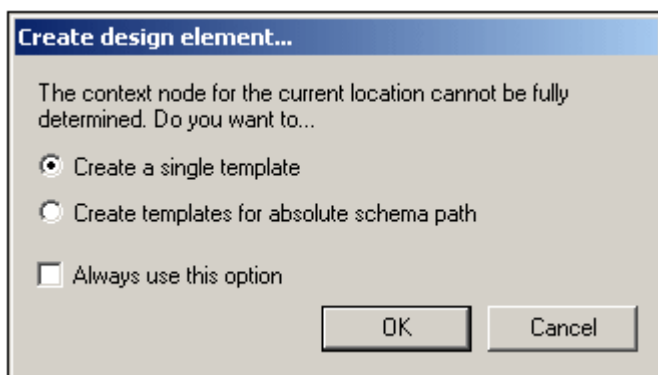 Create design element...
The context node for the current location cannot be fully
determined. Do you want to...
Create a single template
Create templates for absolute schema path
Always use this option
OK Cancel